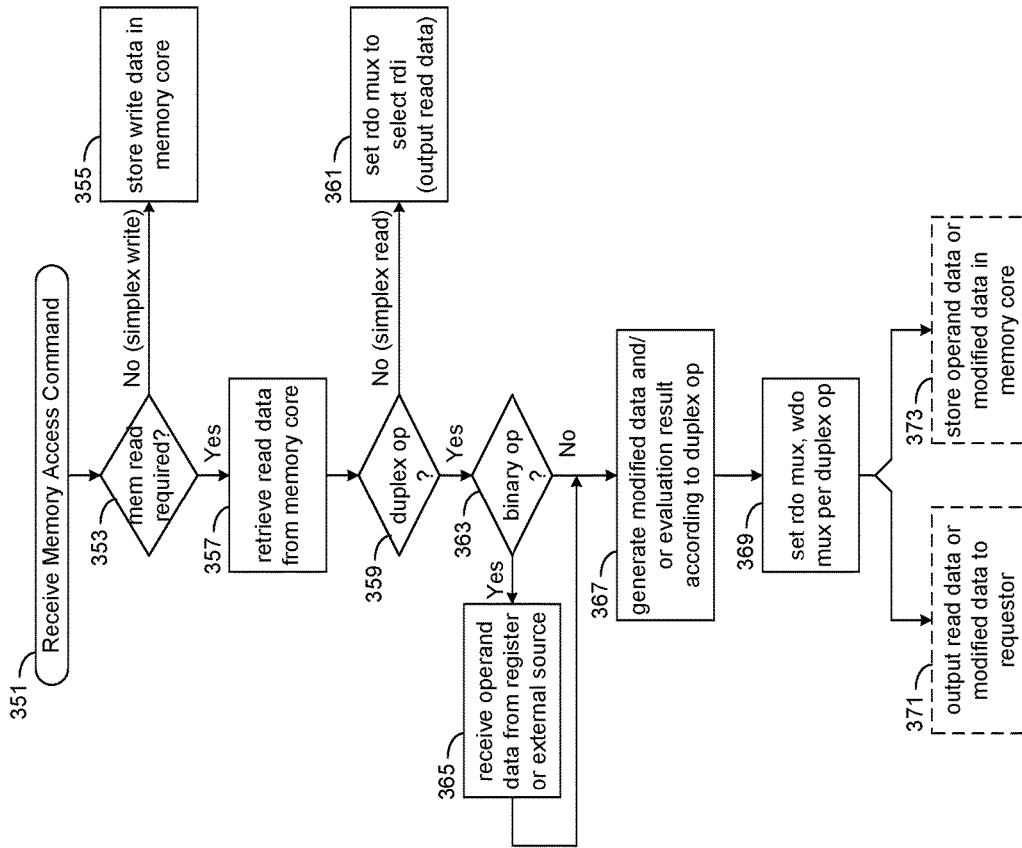 351
Receive Memory Access Command
353
mem read
required?
No (simplex write)
355
store write data in
memory core
Yes
357
retrieve read data
from memory core
359
duplex op
?
No (simplex read)
361
set rdo mux to
select rdi
(output read data)
Yes
363
binary op
?
Yes
No
365
receive operand
data from register
or external source
367
generate modified data and/
or evaluation result
according to duplex op
369
set rdo mux, wdo
mux per duplex op
371
output read data or
modified data to
requestor
373
store operand data or
modified data in
memory core